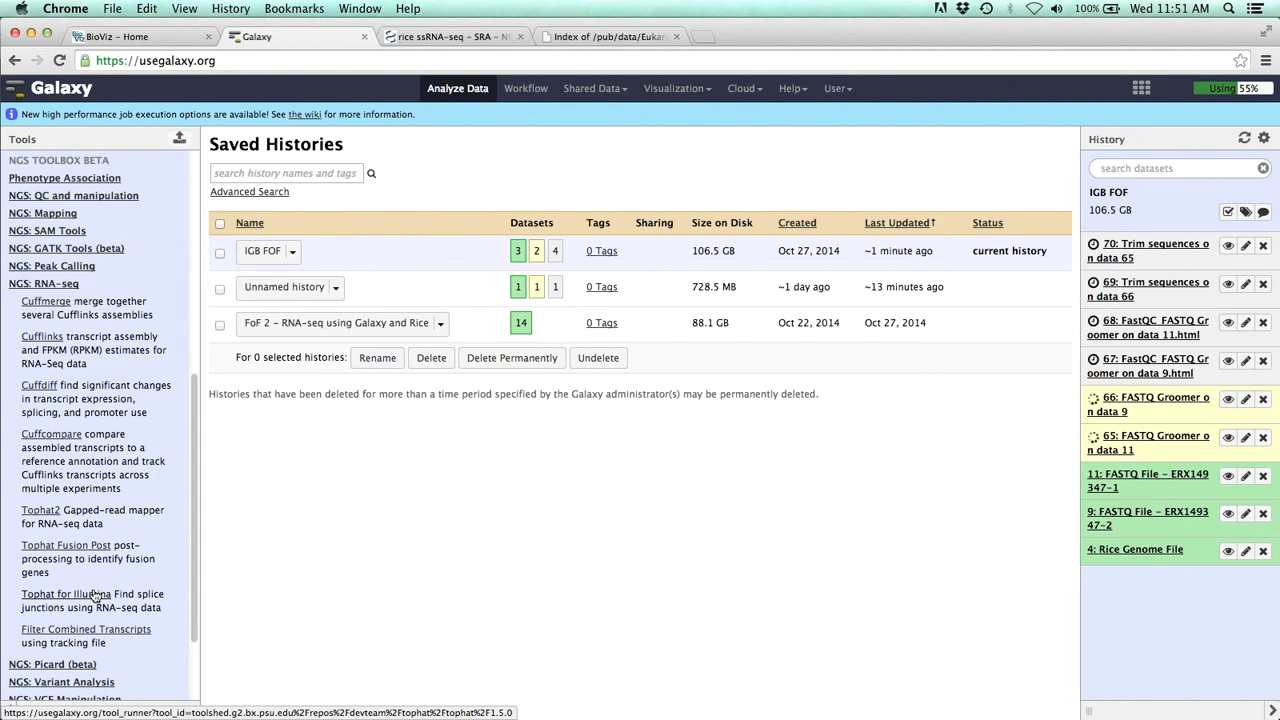 Chrome File Edit View History Bookmarks Window Help 100% Wed 11:51 AM
BioViz - Home Galaxy rice ssRNA-seq - SRA - NC Index of /pub/data/Eukar
https://usegalaxy.org
Galaxy Analyze Data Workflow Shared Data Visualization Cloud Help User Using 55%
New high performance job execution options are available! See the wiki for more information.
Tools
NGS TOOLBOX BETA
Phenotype Association
NGS: QC and manipulation
NGS: Mapping
NGS: SAM Tools
NGS: GATK Tools (beta)
NGS: Peak Calling
NGS: RNA-seq
Cuffmerge merge together
several Cufflinks assemblies
Cufflinks transcript assembly
and FPKM (RPKM) estimates for
RNA-Seq data
Cuffdiff find significant changes
in transcript expression,
splicing, and promoter use
Cuffcompare compare
assembled transcripts to a
reference annotation and track
Cufflinks transcripts across
multiple experiments
Tophat2 Gapped-read mapper
for RNA-seq data
Tophat Fusion Post post-
processing to identify fusion
genes
Tophat for Illumina Find splice
junctions using RNA-seq data
Filter Combined Transcripts
using tracking file
NGS: Picard (beta)
NGS: Variant Analysis
NGS: VCF Manipulation
https://usegalaxy.org/tool_runner?tool_id=toolshed.g2.bx.psu.edu%2Frepos%2Fdevteam%2Ftophat%2Ftophat%2F1.5.0
Saved Histories
search history names and tags
Advanced Search
Name Datasets Tags Sharing Size on Disk Created Last Updated↑ Status
IGB FOF 3 2 4 0 Tags 106.5 GB Oct 27, 2014 ~1 minute ago current history
Unnamed history 1 1 1 0 Tags 728.5 MB ~1 day ago ~13 minutes ago
FoF 2 - RNA-seq using Galaxy and Rice 14 0 Tags 88.1 GB Oct 22, 2014 Oct 27, 2014
For 0 selected histories: Rename Delete Delete Permanently Undelete
Histories that have been deleted for more than a time period specified by the Galaxy administrator(s) may be permanently deleted.
History
search datasets
IGB FOF
106.5 GB
70: Trim sequences o
n data 65
69: Trim sequences o
n data 66
68: FastQC_FASTQ Gr
oomer on data 11.html
67: FastQC_FASTQ Gr
oomer on data 9.html
66: FASTQ Groomer o
n data 9
65: FASTQ Groomer o
n data 11
11: FASTQ File - ERX149
347-1
9: FASTQ File - ERX1493
47-2
4: Rice Genome File